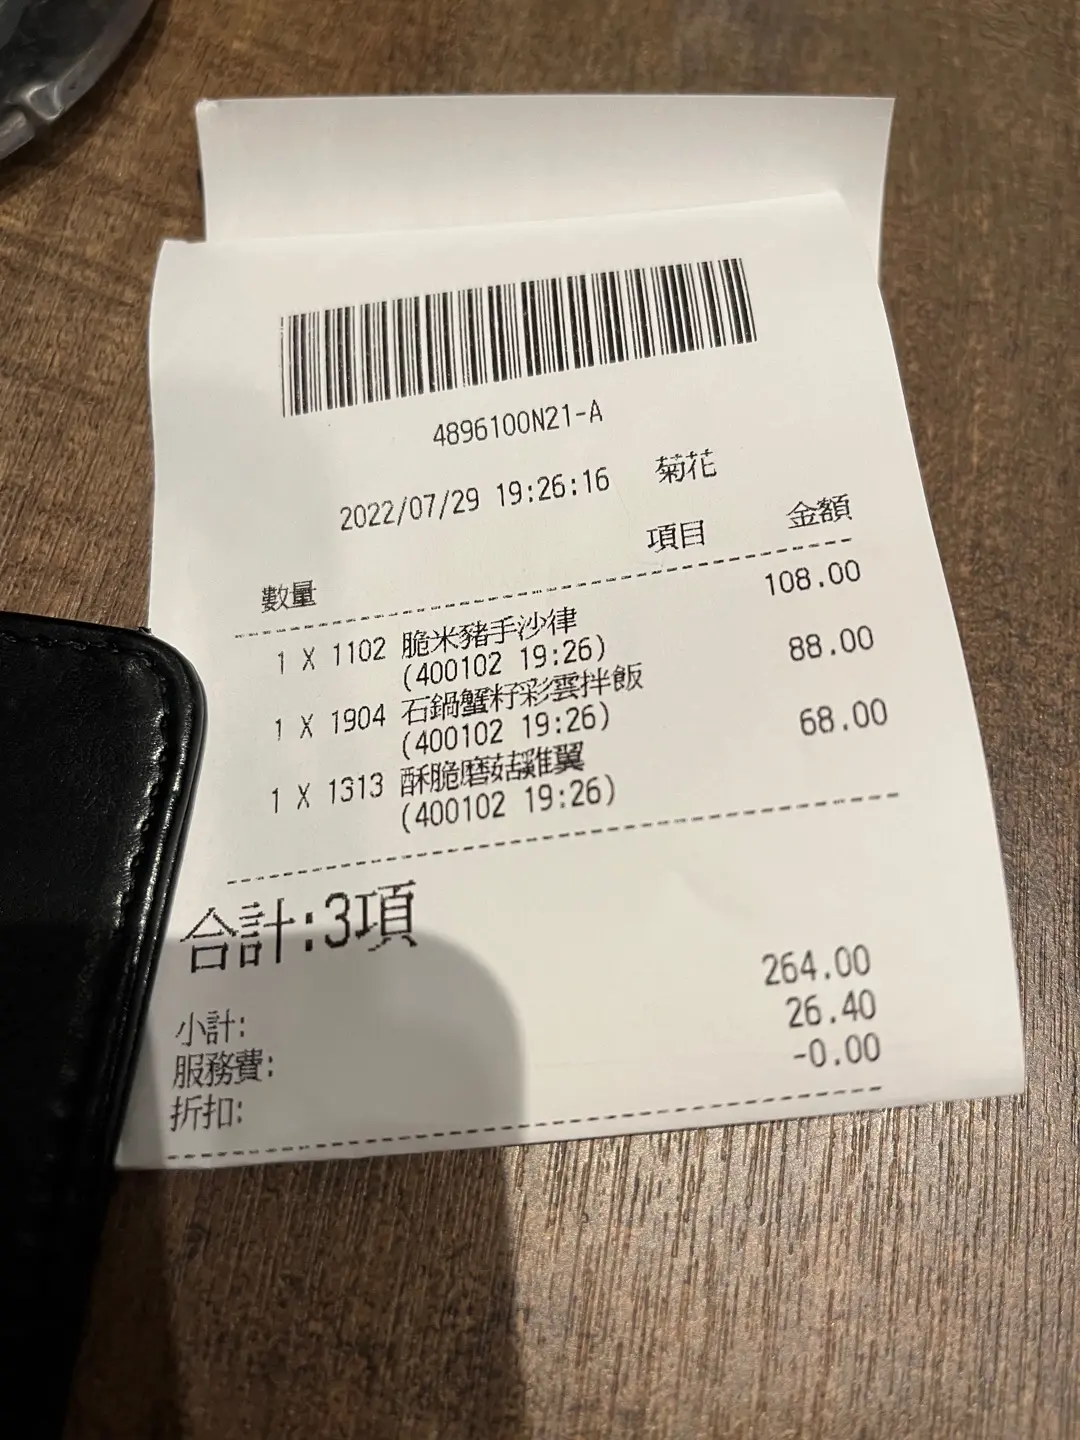 4896100N21-A
2022/07/29 19:26:16 菊花
數量 項目 金額
1 X 1102 脆米豬手沙律 108.00
(400102 19:26)
1 X 1904 石鍋蟹籽彩雲拌飯 88.00
(400102 19:26)
1 X 1313 酥脆磨菇雞翼 68.00
(400102 19:26)
合計:3項
小計: 264.00
服務費: 26.40
折扣: -0.00